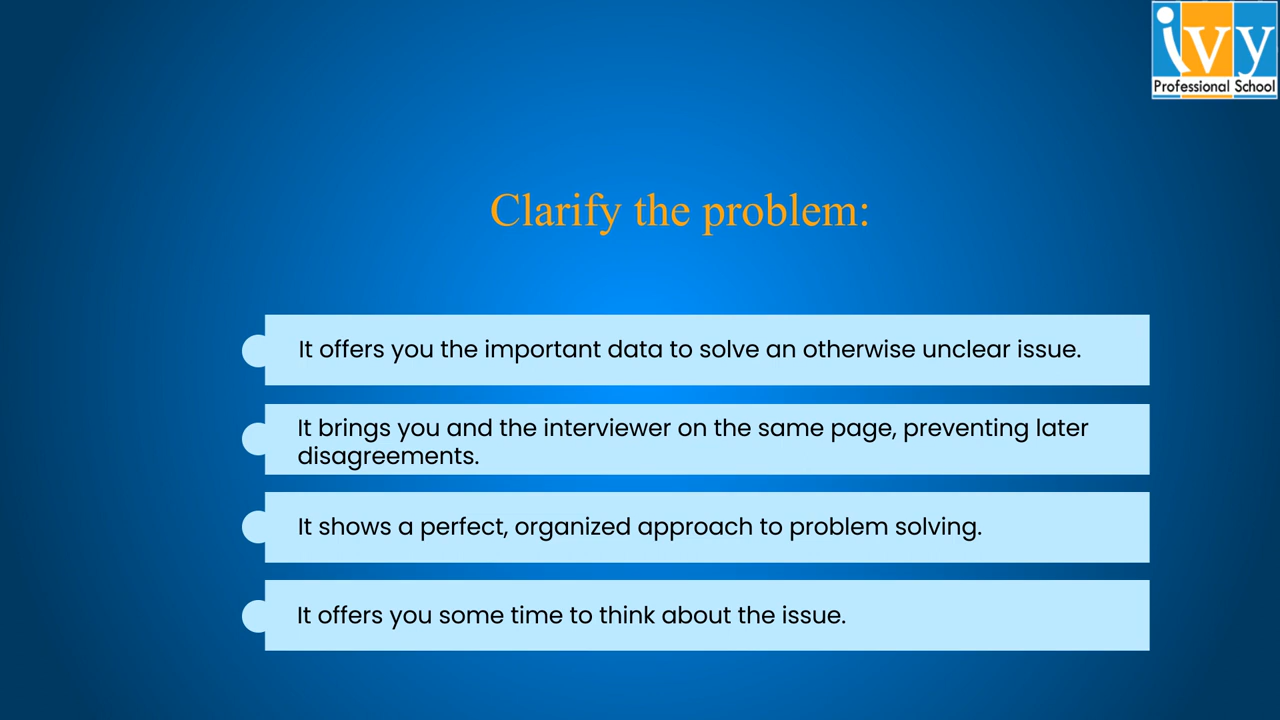 ivy
Professional School
Clarify the problem:
It offers you the important data to solve an otherwise unclear issue.
It brings you and the interviewer on the same page, preventing later
disagreements.
It shows a perfect, organized approach to problem solving.
It offers you some time to think about the issue.